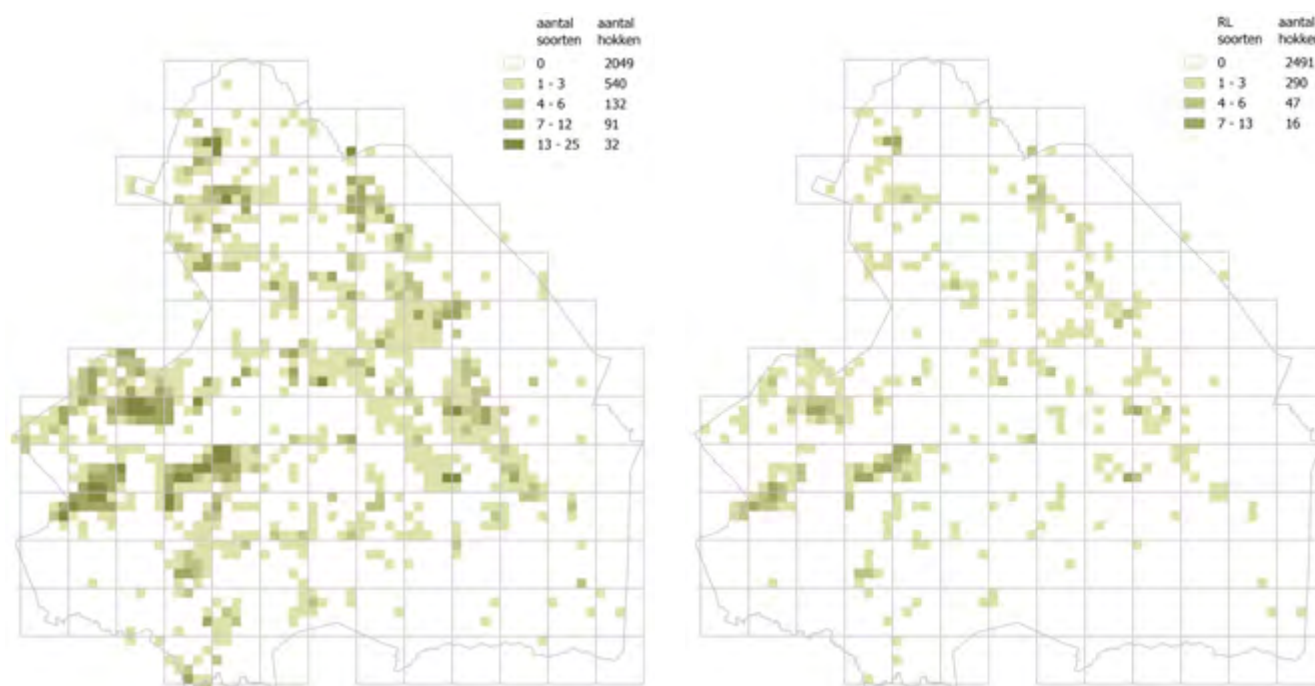 aantal aantal
soorten hokken
0 2049
1 - 3 540
4 - 6 132
7 - 12 91
13 - 25 32
RL aantal
soorten hokken
0 2491
1 - 3 290
4 - 6 47
7 - 13 16